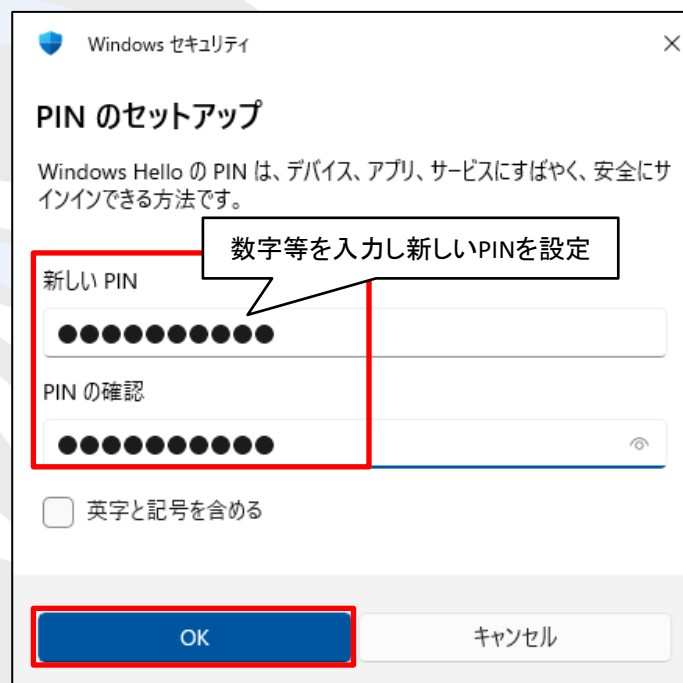 Windows セキュリティ
PIN のセットアップ
Windows Hello の PIN は、デバイス、アプリ、サービスにすばやく、安全にサ
インインできる方法です。
数字等を入力し新しいPINを設定
新しい PIN
●●●●●●●●●●
PIN の確認
●●●●●●●●●●
英字と記号を含める
OK
キャンセル